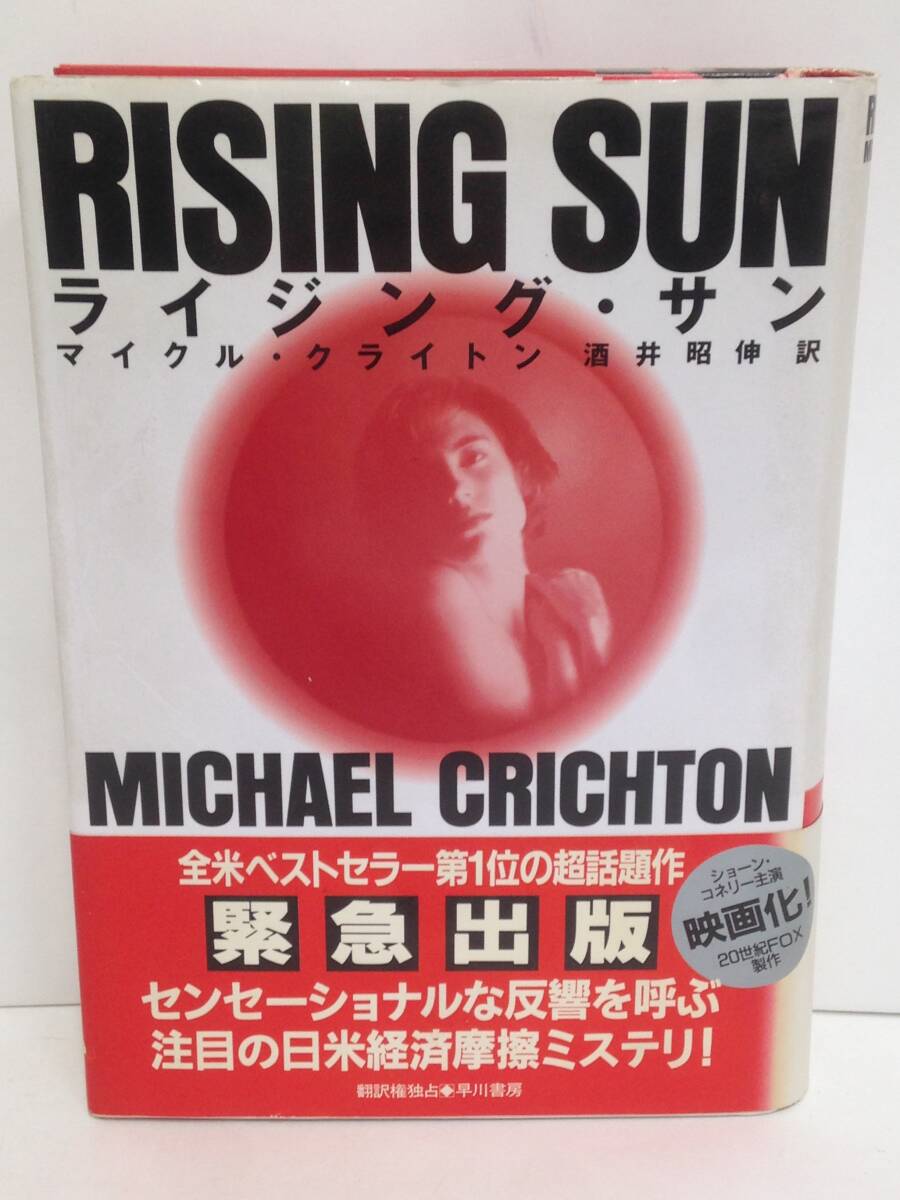 RISING SUN
ライジング・サン
マイクル・クライトン 酒井昭伸 訳
MICHAEL CRICHTON
全米ベストセラー第1位の超話題作
緊急出版
センセーショナルな反響を呼ぶ
注目の日米経済摩擦ミステリ!
翻訳権独占◆早川書房
ショーン・
コネリー主演
映画化!
20世紀FOX
製作